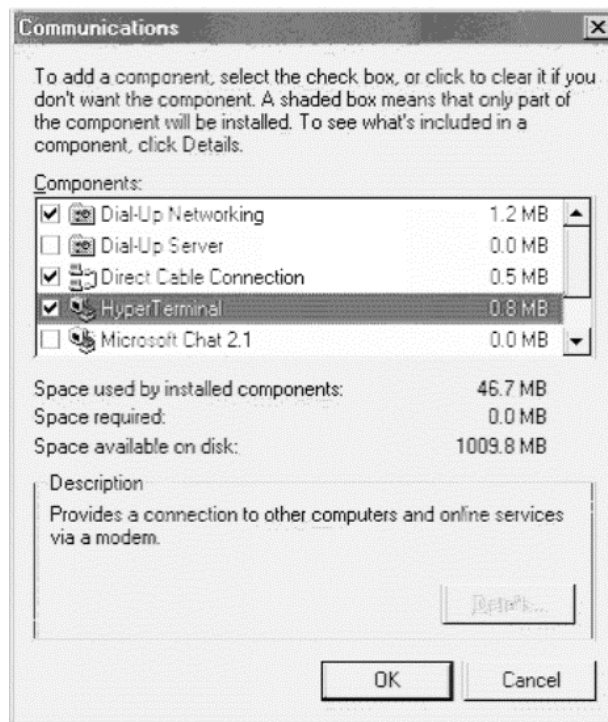 Communications
To add a component, select the check box, or click to clear it if you
don't want the component. A shaded box means that only part of
the component will be installed. To see what's included in a
component, click Details.
Components:
Dial-Up Networking 1.2 MB
Dial-Up Server 0.0 MB
Direct Cable Connection 0.5 MB
HyperTerminal 0.8 MB
Microsoft Chat 2.1 0.0 MB
Space used by installed components: 46.7 MB
Space required: 0.0 MB
Space available on disk: 1009.8 MB
Description
Provides a connection to other computers and online services
via a modem.
Details...
OK Cancel